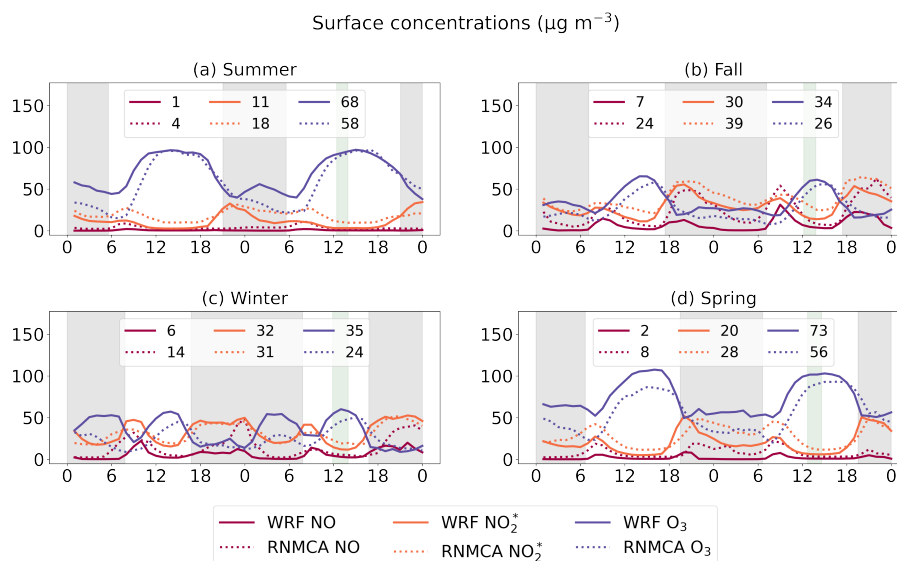 Surface concentrations (µg m⁻³)
(a) Summer
(b) Fall
150
100
50
0
1
11
68
4
18
58
0 6 12 18 0 6 12 18 0
150
100
50
0
7
30
34
24
39
26
0 6 12 18 0 6 12 18 0
(c) Winter
(d) Spring
150
100
50
0
6
32
35
14
31
24
0 6 12 18 0 6 12 18 0
150
100
50
0
2
20
73
8
28
56
0 6 12 18 0 6 12 18 0
WRF NO
WRF NO₂*
WRF O₃
RNMCA NO
RNMCA NO₂*
RNMCA O₃